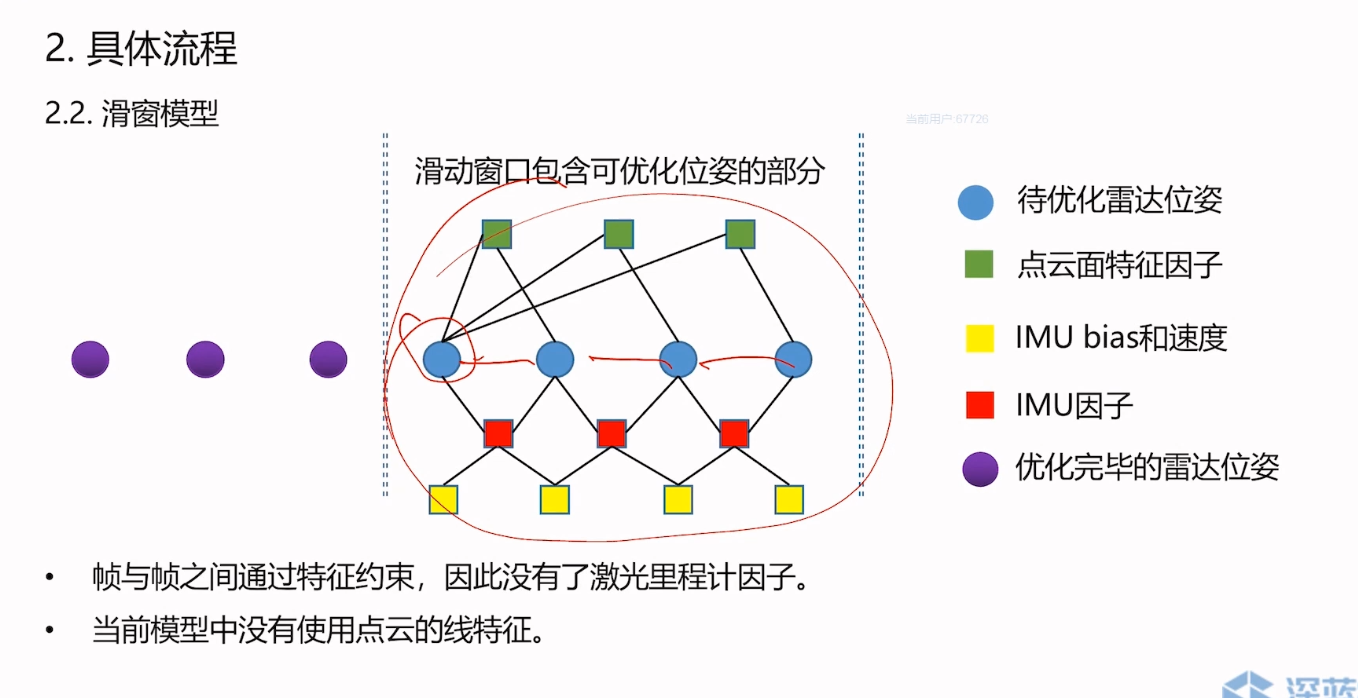 2. 具体流程
2.2. 滑窗模型
当前用户:67726
滑动窗口包含可优化位姿的部分
待优化雷达位姿
点云面特征因子
IMU bias和速度
IMU因子
优化完毕的雷达位姿
• 帧与帧之间通过特征约束，因此没有了激光里程计因子。
• 当前模型中没有使用点云的线特征。
深蓝